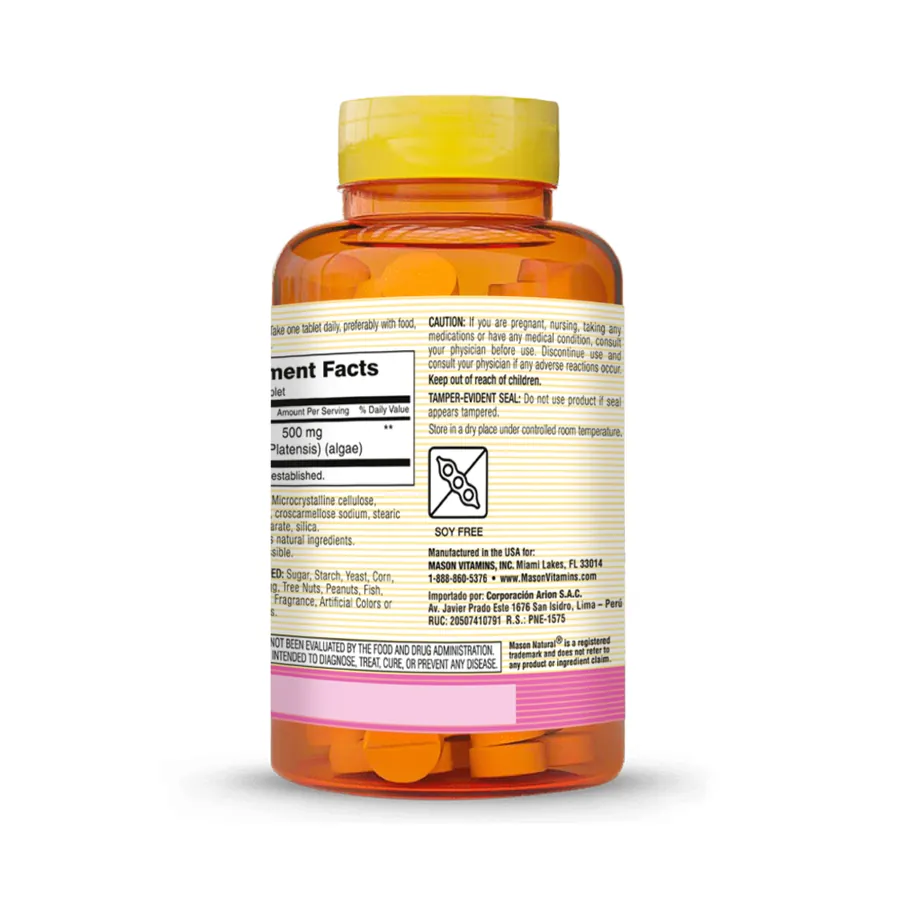 Take one tablet daily, preferably with food,
ment Facts
blet
Amount Per Serving % Daily Value
500 mg **
Platensis) (algae)
established.
Microcrystalline cellulose,
, croscarmellose sodium, stearic
arate, silica.
s natural ingredients.
ssible.
ED: Sugar, Starch, Yeast, Corn,
g, Tree Nuts, Peanuts, Fish,
Fragrance, Artificial Colors or
s.
NOT BEEN EVALUATED BY THE FOOD AND DRUG ADMINISTRATION.
INTENDED TO DIAGNOSE, TREAT, CURE, OR PREVENT ANY DISEASE.
CAUTION: If you are pregnant, nursing, taking any
medications or have any medical condition, consult
your physician before use. Discontinue use and
consult your physician if any adverse reactions occur.
Keep out of reach of children.
TAMPER-EVIDENT SEAL: Do not use product if seal
appears tampered.
Store in a dry place under controlled room temperature.
SOY FREE
Manufactured in the USA for:
MASON VITAMINS, INC. Miami Lakes, FL 33014
1-888-860-5376 • www.MasonVitamins.com
Importado por: Corporación Arion S.A.C.
Av. Javier Prado Este 1676 San Isidro, Lima – Perú
RUC: 20507410791 R.S.: PNE-1575
Mason Natural® is a registered
trademark and does not refer to
any product or ingredient claim.